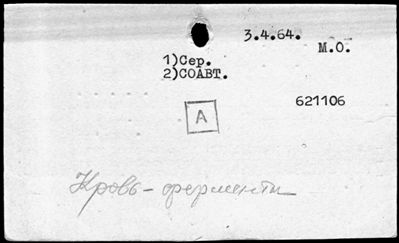 3.4.64.
М.О.
1)Сер.
2)СОАВТ.
621106
А
Кровь - ферменты